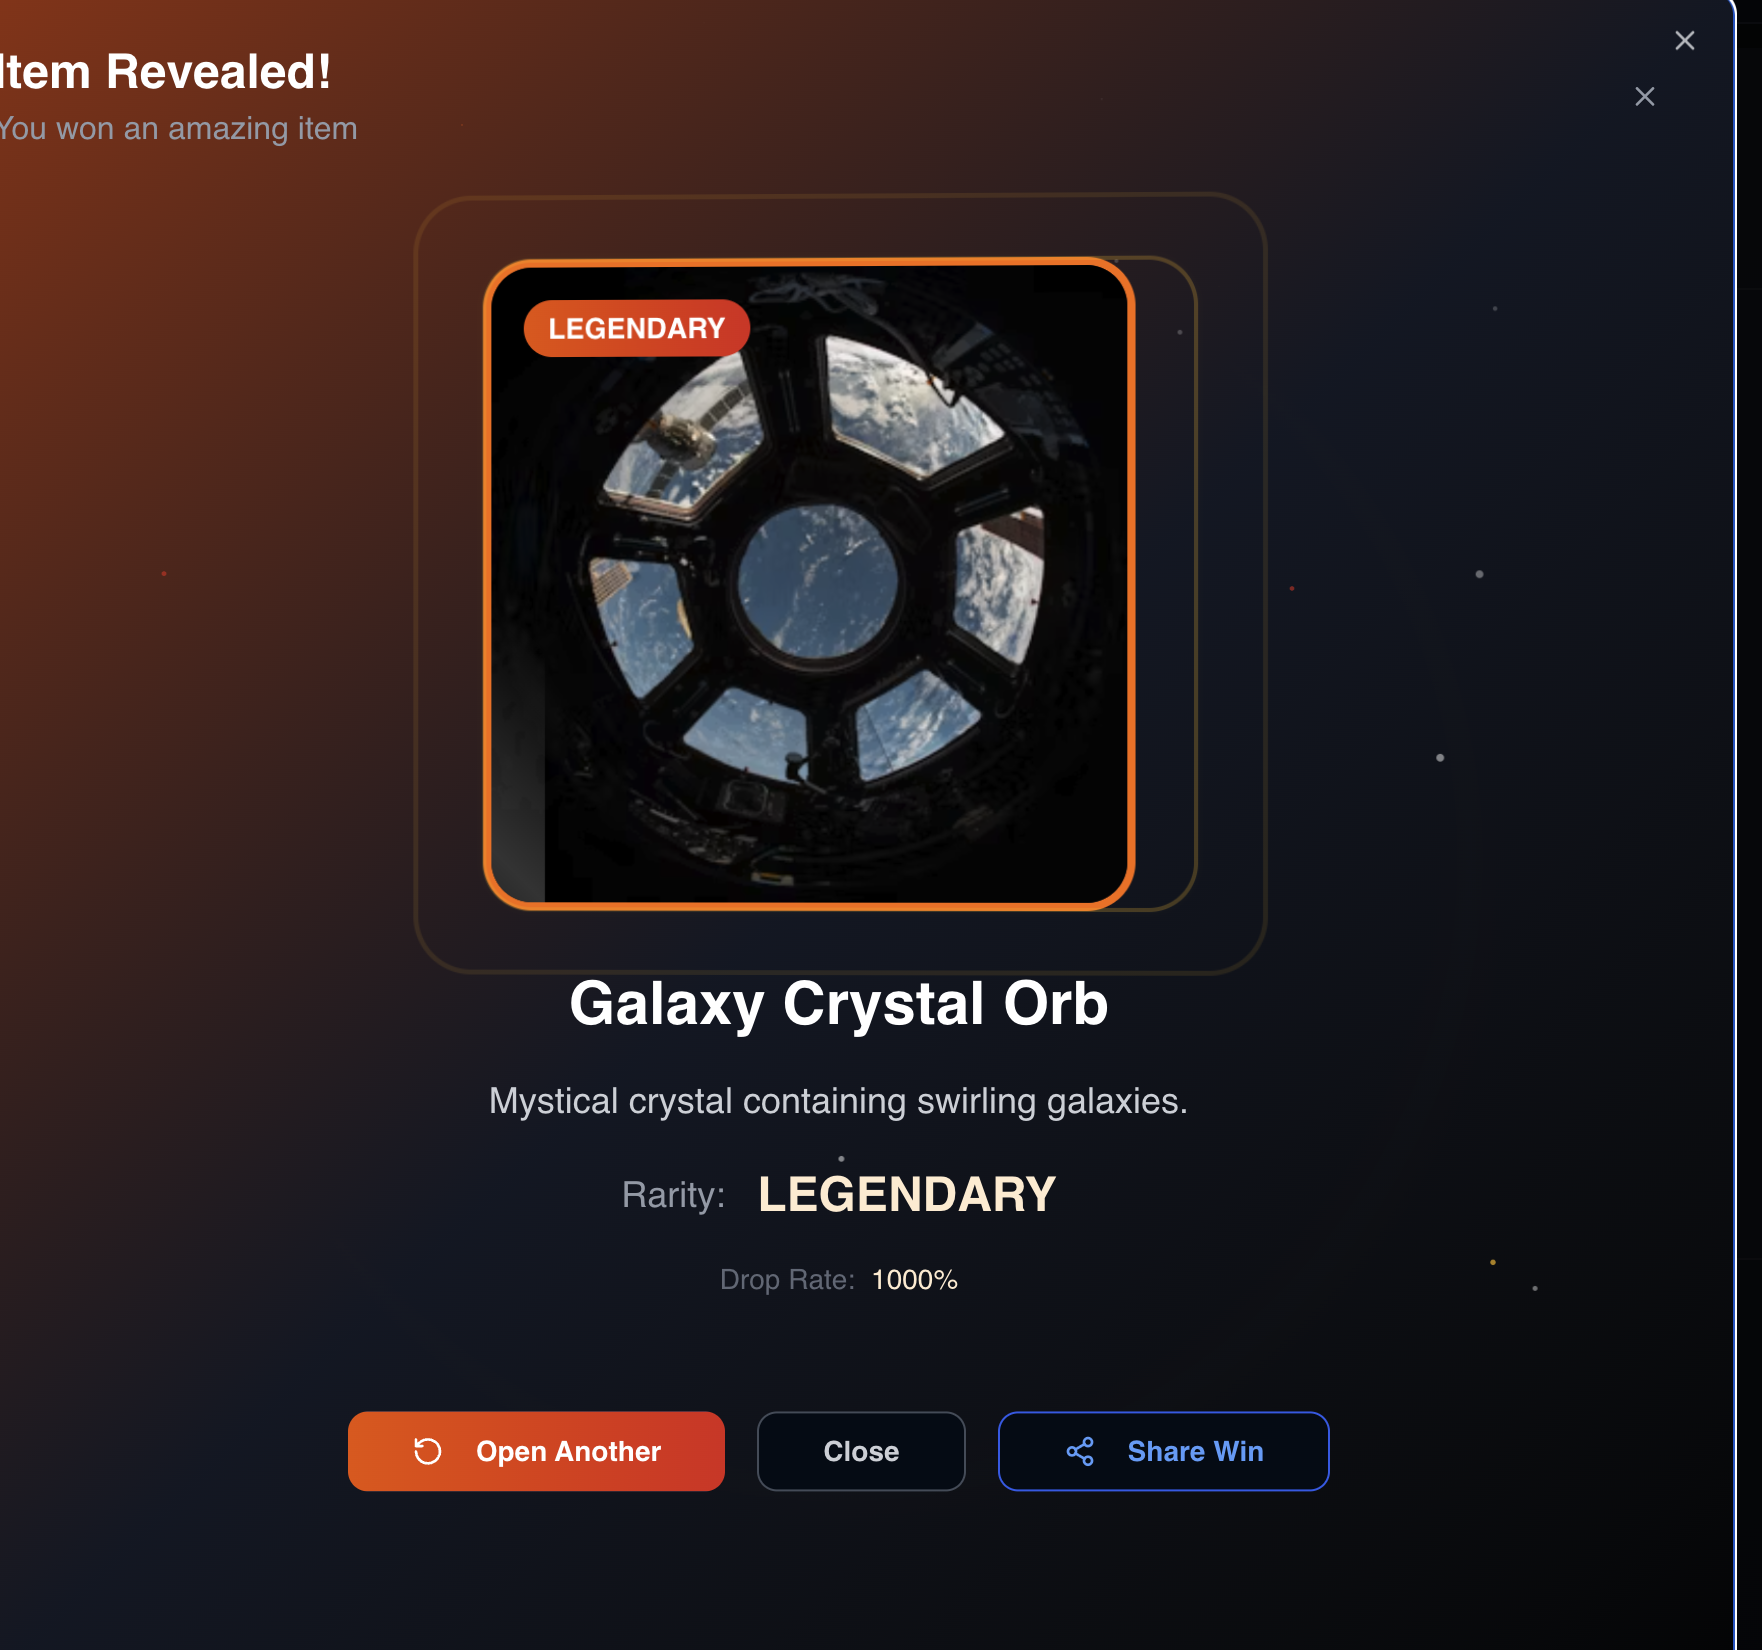 Item Revealed!
You won an amazing item
LEGENDARY
Galaxy Crystal Orb
Mystical crystal containing swirling galaxies.
Rarity: LEGENDARY
Drop Rate: 1000%
Open Another
Close
Share Win